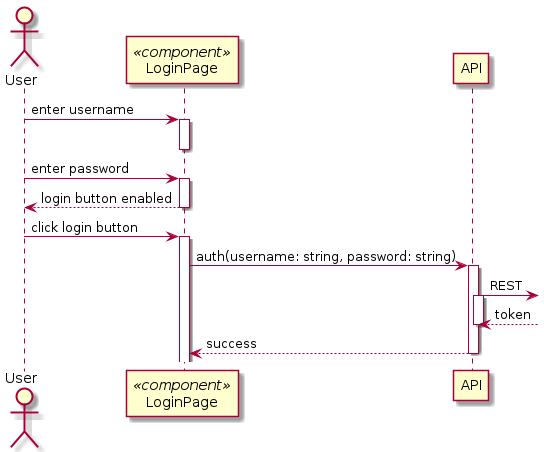 User
«component»
LoginPage
API
enter username
enter password
login button enabled
click login button
auth(username: string, password: string)
REST
token
success
User
«component»
LoginPage
API